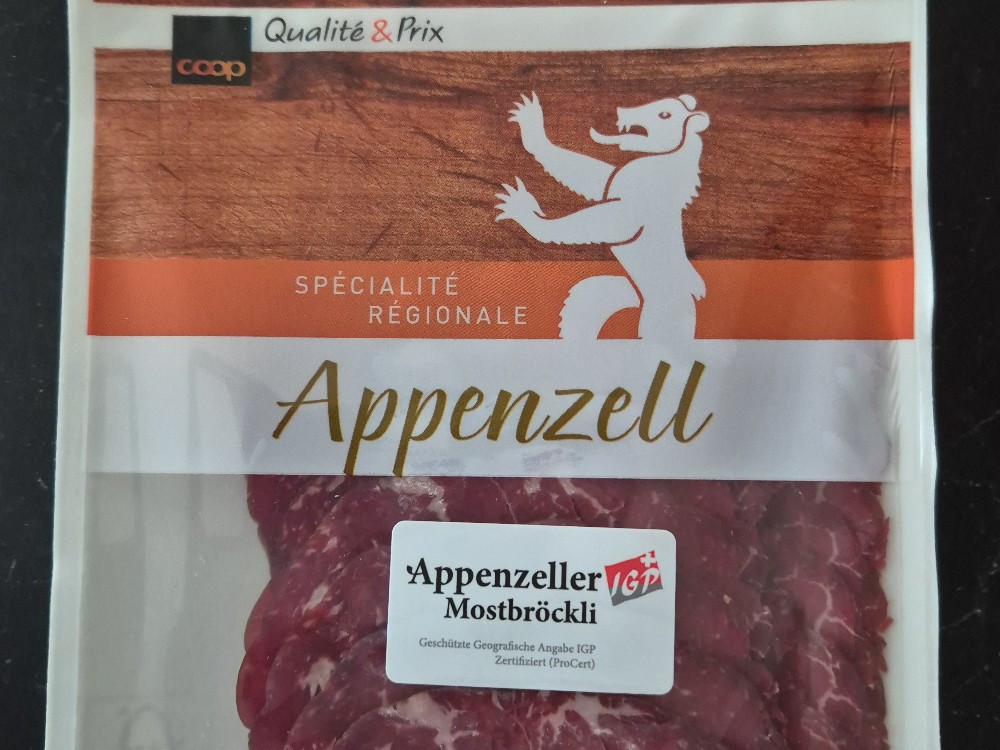 coop
Qualité & Prix
SPÉCIALITÉ
RÉGIONALE
Appenzell
Appenzeller
IGP
Mostbröckli
Geschützte Geografische Angabe IGP
Zertifiziert (ProCert)